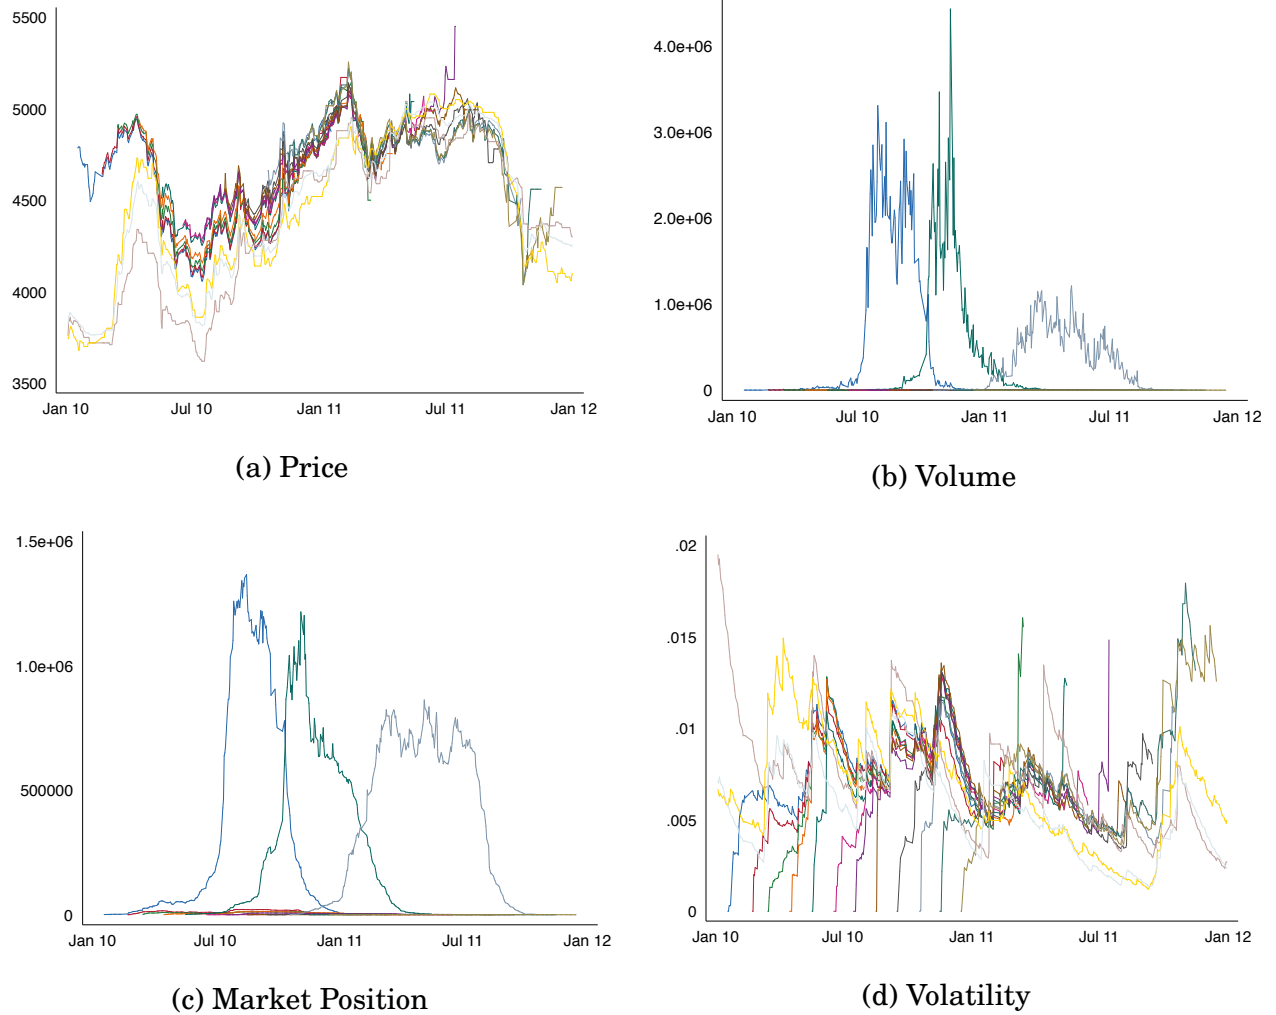 5500
5000
4500
4000
3500
Jan 10 Jul 10 Jan 11 Jul 11 Jan 12
(a) Price
4.0e+06
3.0e+06
2.0e+06
1.0e+06
0
Jan 10 Jul 10 Jan 11 Jul 11 Jan 12
(b) Volume
1.5e+06
1.0e+06
500000
0
Jan 10 Jul 10 Jan 11 Jul 11 Jan 12
(c) Market Position
.02
.015
.01
.005
0
Jan 10 Jul 10 Jan 11 Jul 11 Jan 12
(d) Volatility